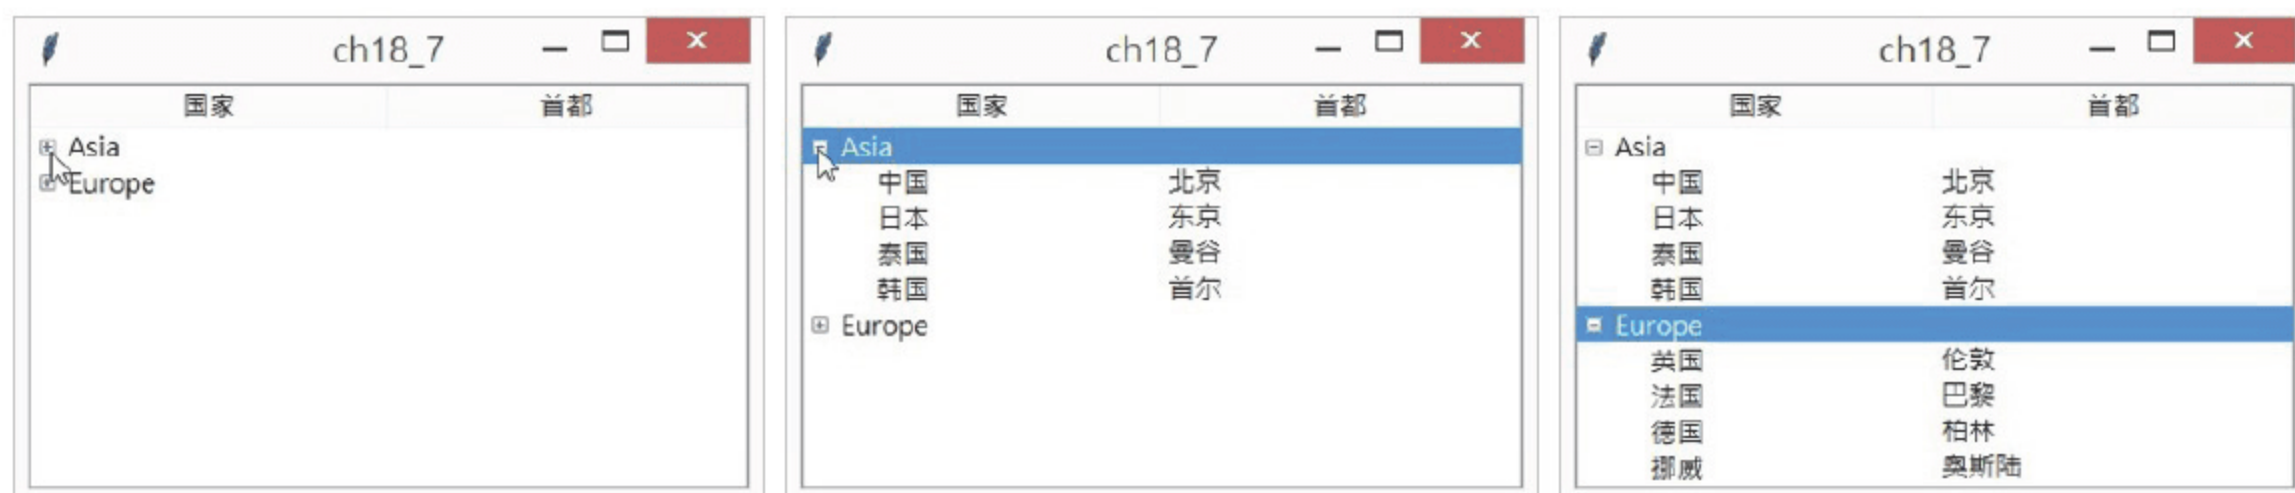 ch18_7
国家 首都
Asia
Europe
ch18_7
国家 首都
Asia
中国 北京
日本 东京
泰国 曼谷
韩国 首尔
Europe
ch18_7
国家 首都
Asia
中国 北京
日本 东京
泰国 曼谷
韩国 首尔
Europe
英国 伦敦
法国 巴黎
德国 柏林
挪威 奥斯陆